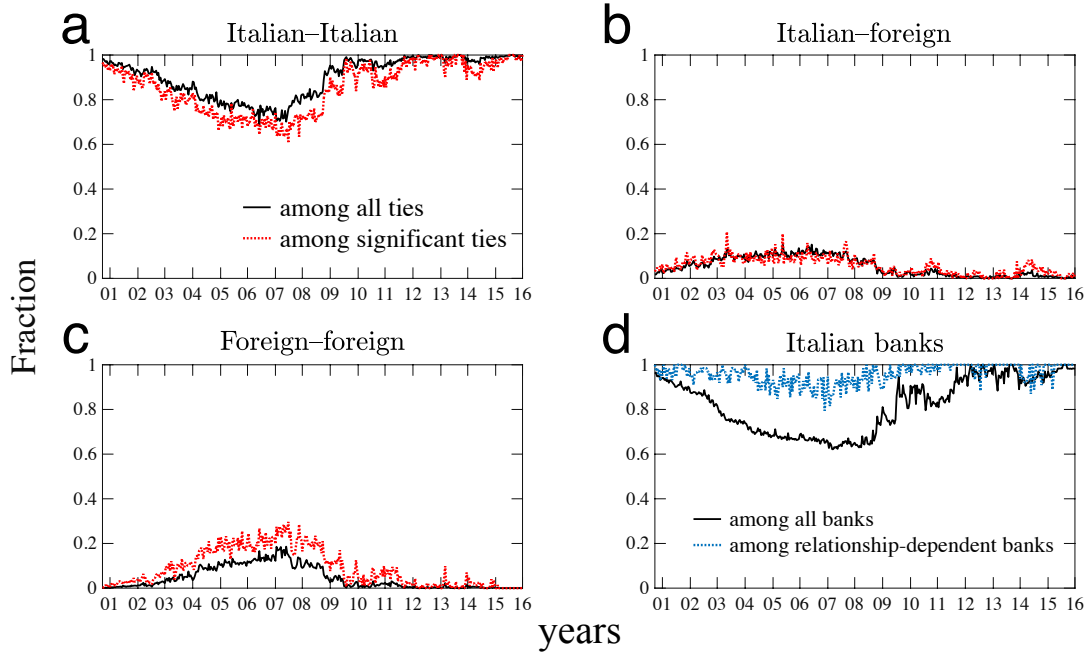 a
Italian–Italian
1
0.8
0.6
0.4
0.2
0
among all ties
among significant ties
01 02 03 04 05 06 07 08 09 10 11 12 13 14 15 16
b
Italian–foreign
1
0.8
0.6
0.4
0.2
0
01 02 03 04 05 06 07 08 09 10 11 12 13 14 15 16
Fraction
c
Foreign–foreign
1
0.8
0.6
0.4
0.2
0
01 02 03 04 05 06 07 08 09 10 11 12 13 14 15 16
d
Italian banks
1
0.8
0.6
0.4
0.2
0
among all banks
among relationship-dependent banks
01 02 03 04 05 06 07 08 09 10 11 12 13 14 15 16
years